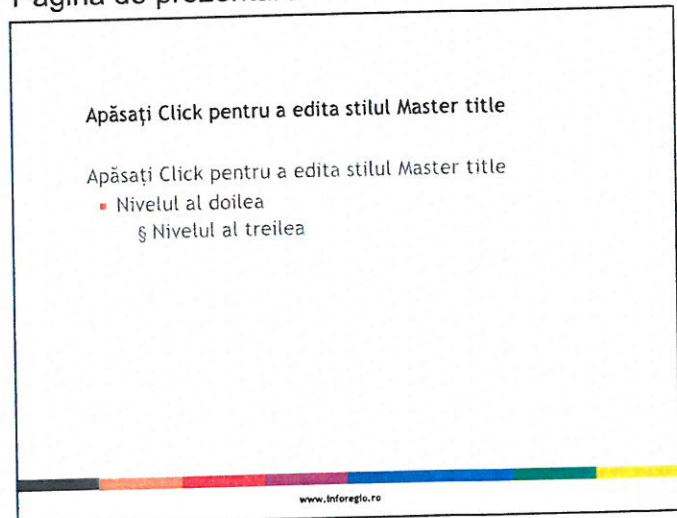 Pagina de
Apăsați Click pentru a edita stilul Master title
Apăsați Click pentru a edita stilul Master title
Nivelul al doilea
§ Nivelul al treilea
www.inforegio.ro